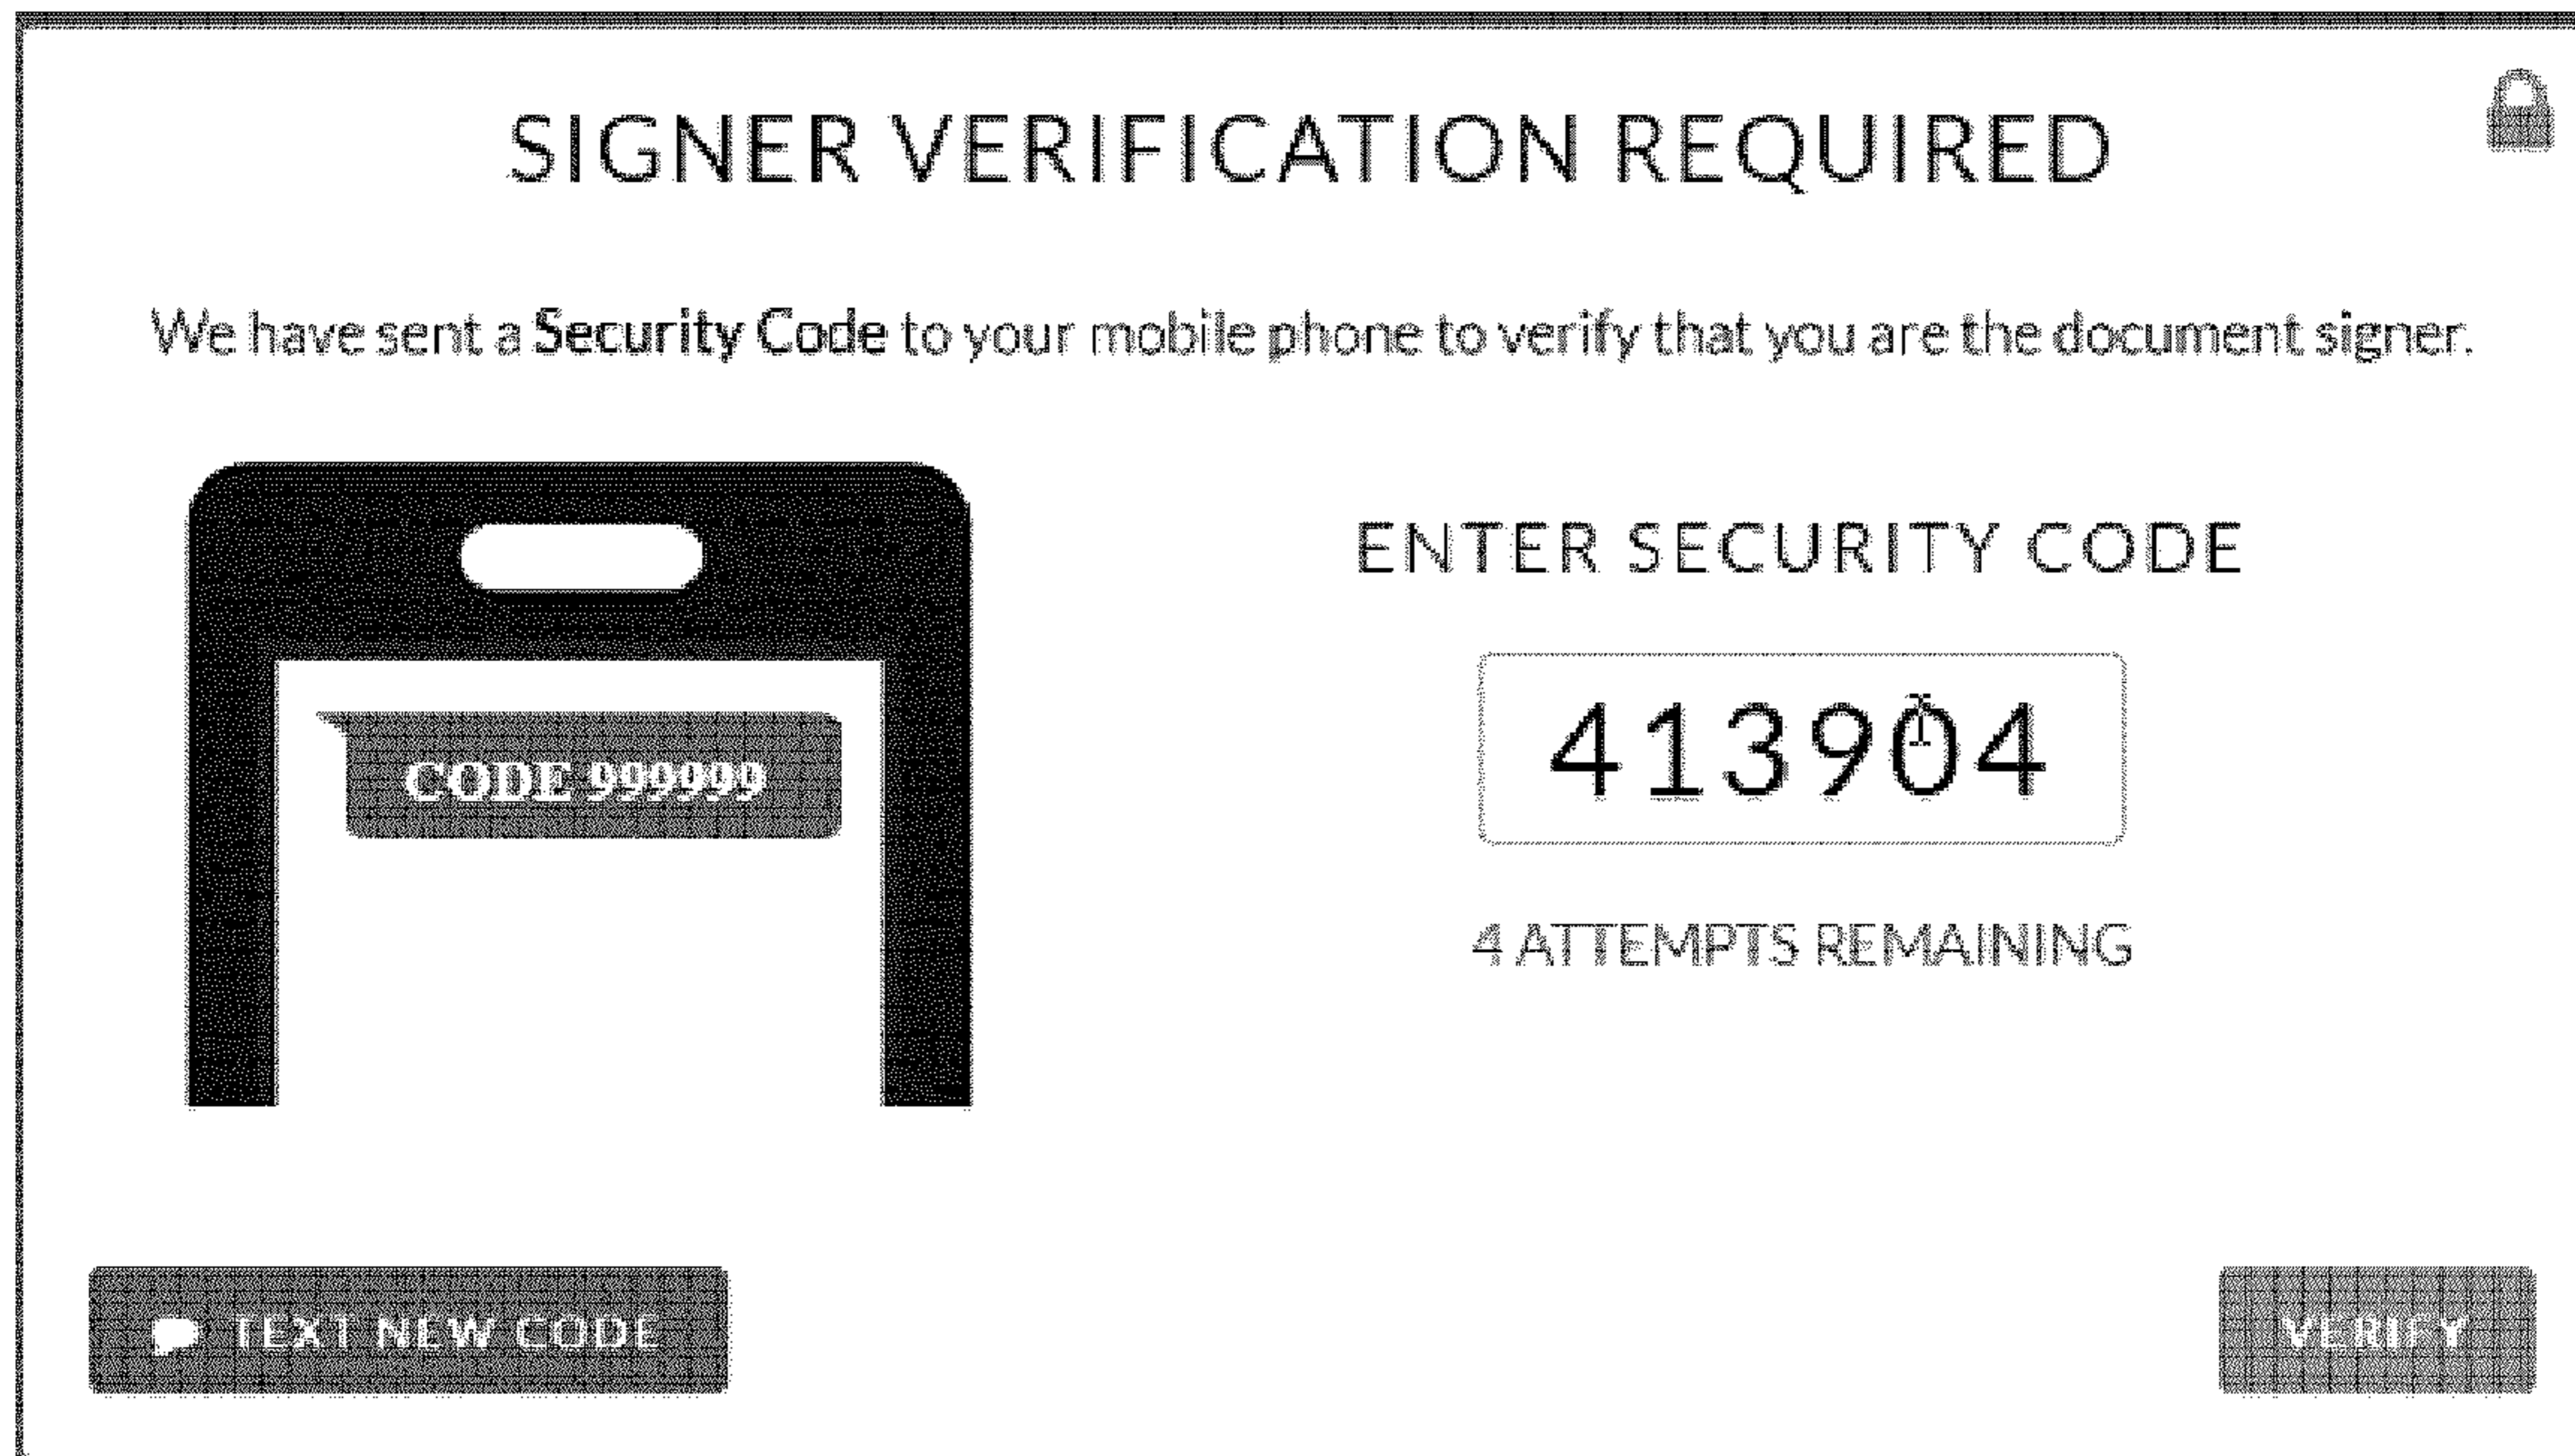 SIGNER VERIFICATION REQUIRED
We have sent a Security Code to your mobile phone to verify that you are the document signer.
CODE 999999
ENTER SECURITY CODE
413904
4 ATTEMPTS REMAINING
TEXT NEW CODE
VERIFY